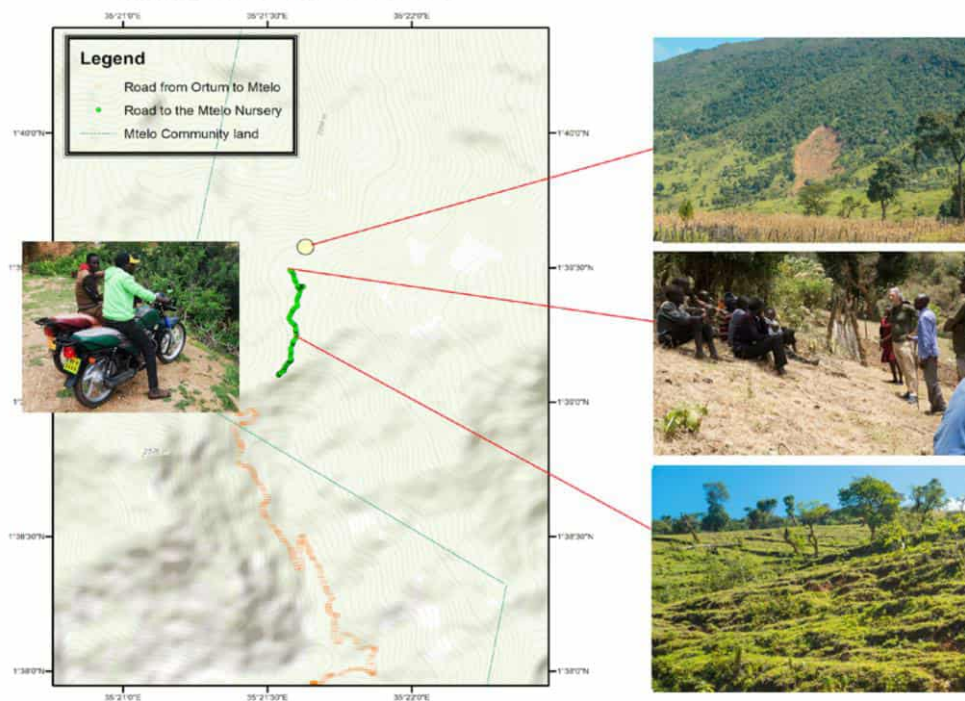 35°21'0"E 35°21'30"E 35°22'0"E
Legend
Road from Ortum to Mtelo
Road to the Mtelo Nursery
Mtelo Community land
1°40'0"N 1°40'0"N
1°39'30"N
1°39'0"N
1°38'30"N 1°38'30"N
1°38'0"N 1°38'0"N
35°21'0"E 35°21'30"E 35°22'0"E